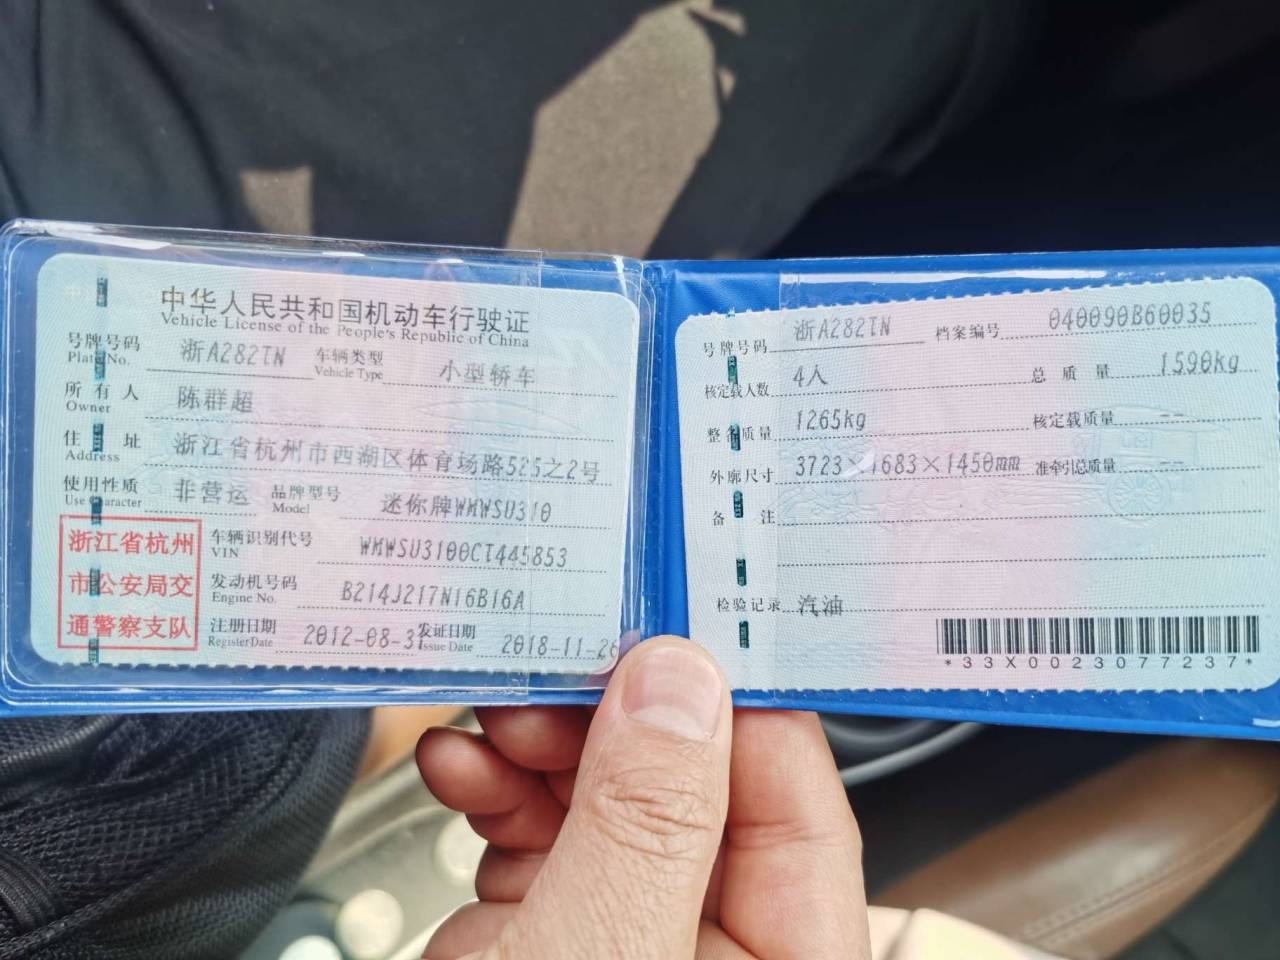 中华人民共和国机动车行驶证
Vehicle License of the People's Republic of China
号牌号码 浙A282TN 车辆类型 小型轿车
Plate No. Vehicle Type
所有人 陈群超
Owner
住址 浙江省杭州市西湖区体育场路525之2号
Address
使用性质 非营运 品牌型号 迷你牌WMWSU310
Use Character Model
浙江省杭州
市公安局交
通警察支队
车辆识别代号 WMWSU3100CT445853
VIN
发动机号码 B214J217N16B16A
Engine No.
注册日期 2012-08-31 发证日期 2018-11-26
Register Date Issue Date
号牌号码 浙A282TN 档案编号 040090B60035
核定载人数 4人 总质量 1590kg
整备质量 1265kg 核定载质量 --
外廓尺寸 3723×1683×1450mm 准牵引总质量 --
备注
检验记录 汽油
*33X0023077237*